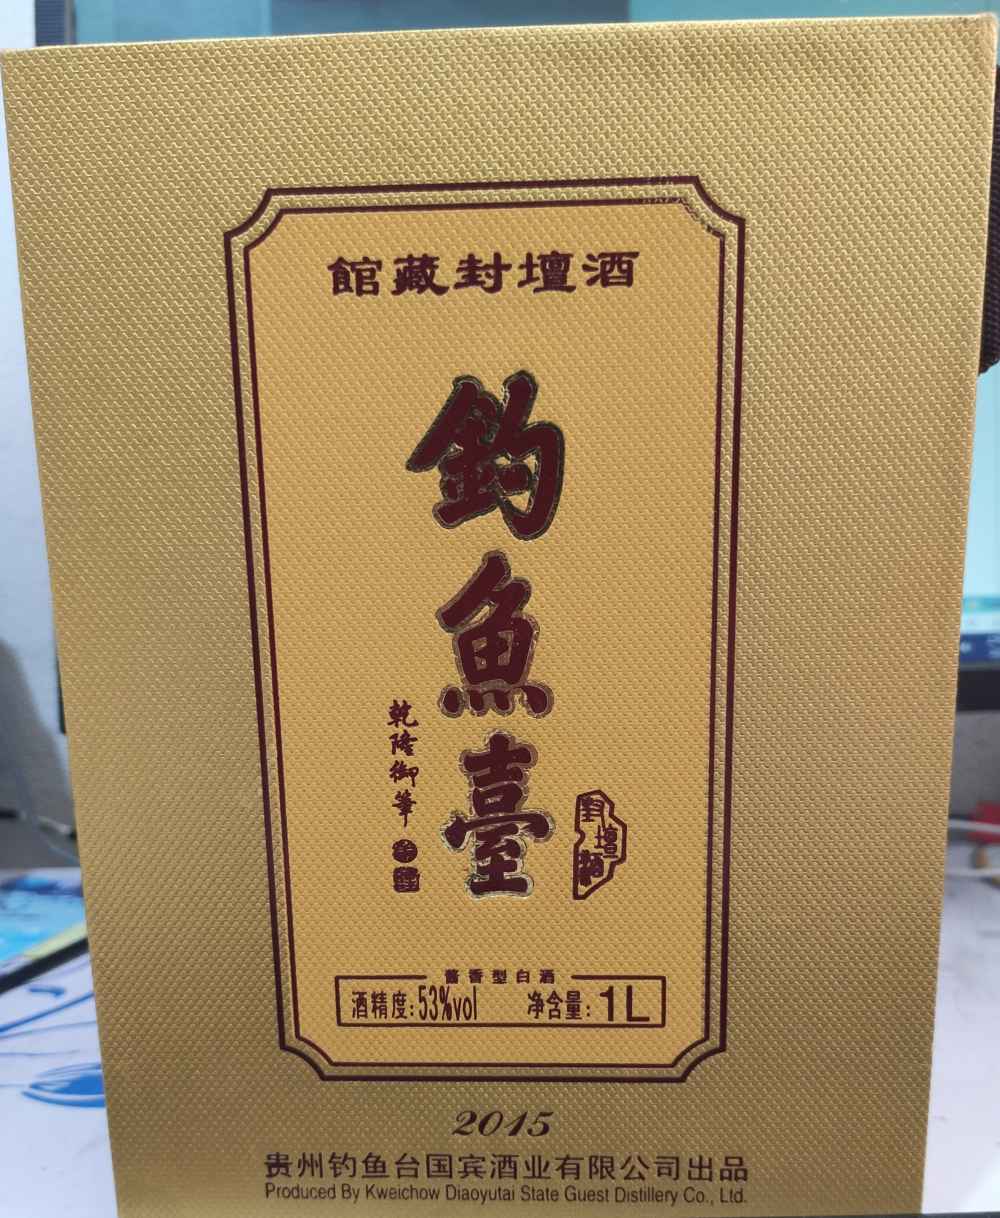 館藏封壇酒
釣魚臺
乾隆御筆
封壇酒
醬香型白酒
酒精度:53%vol 净含量:1L
2015
贵州钓鱼台国宾酒业有限公司出品
Produced By Kweichow Diaoyutai State Guest Distillery Co., Ltd.